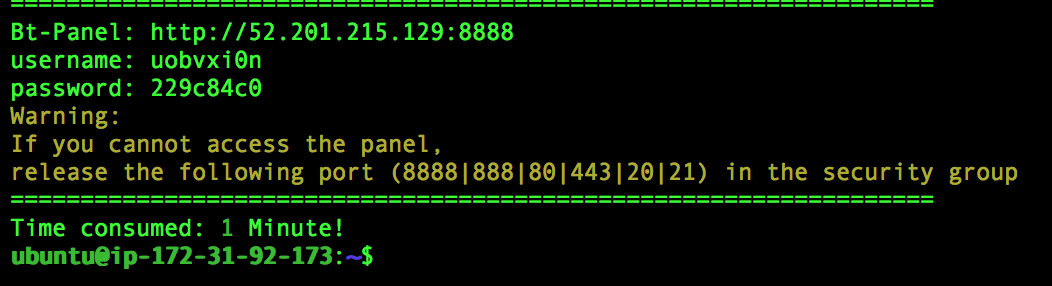 ==================================================================
Bt-Panel: http://52.201.215.129:8888
username: uobvxi0n
password: 229c84c0
Warning:
If you cannot access the panel,
release the following port (8888|888|80|443|20|21) in the security group
==================================================================
Time consumed: 1 Minute!
ubuntu@ip-172-31-92-173:~$